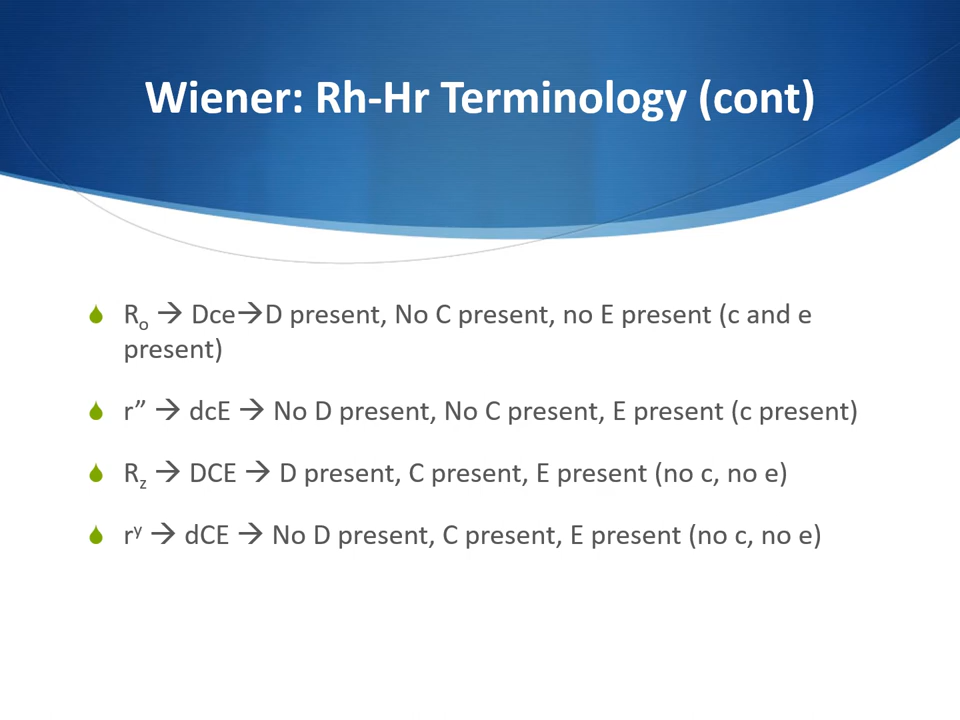 Wiener: Rh-Hr Terminology (cont)
Ro → Dce→D present, No C present, no E present (c and e
present)
r” → dcE → No D present, No C present, E present (c present)
Rz → DCE → D present, C present, E present (no c, no e)
rʸ → dCE → No D present, C present, E present (no c, no e)